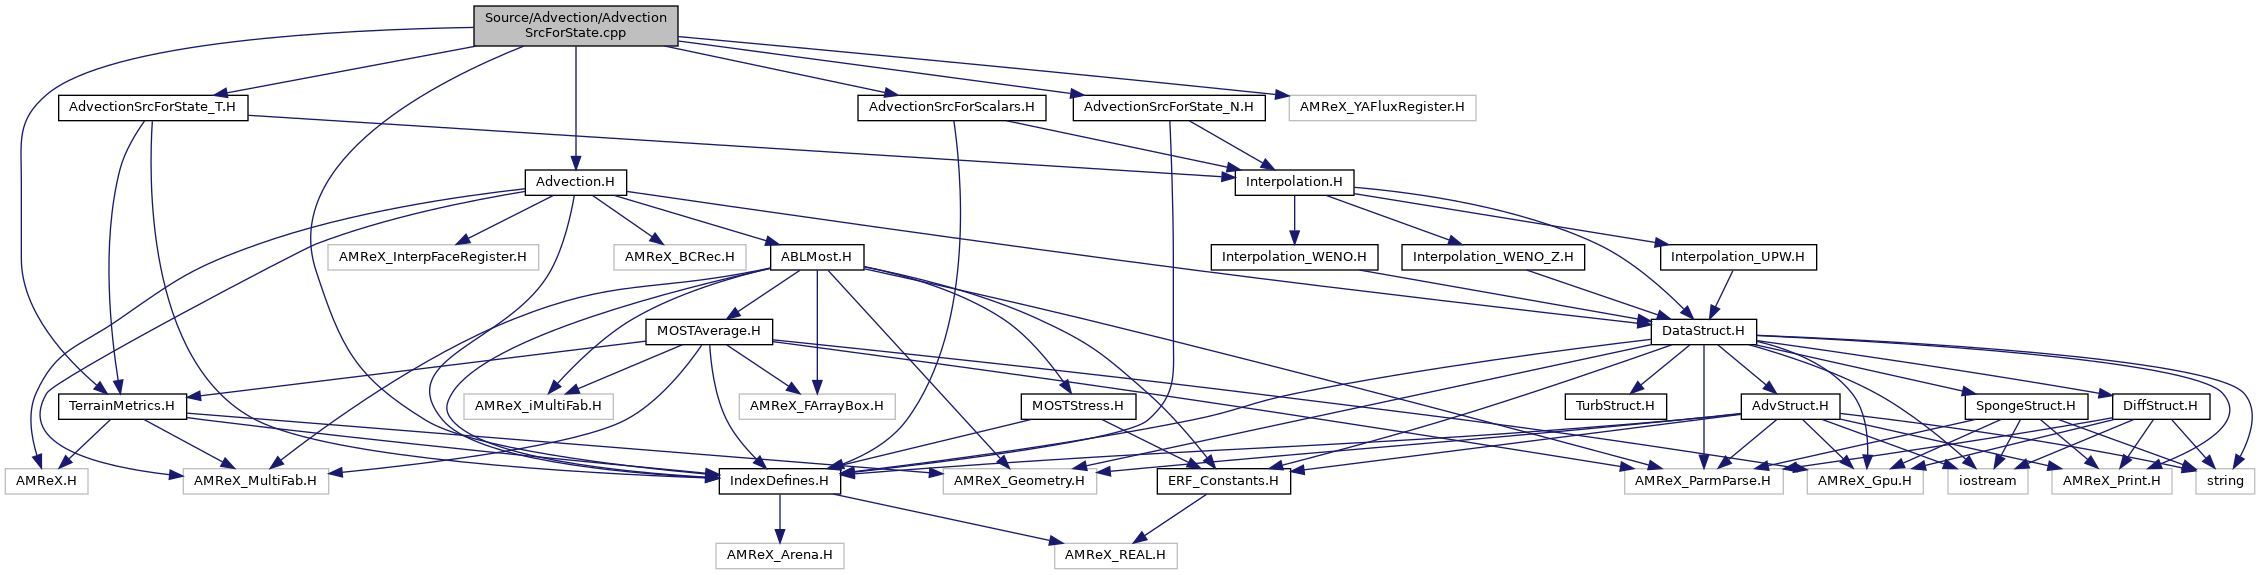 Source/Advection/Advection
SrcForState.cpp
AdvectionSrcForState_T.H
AdvectionSrcForScalars.H
AdvectionSrcForState_N.H
AMReX_YAFluxRegister.H
Advection.H
Interpolation.H
AMReX_InterpFaceRegister.H
AMReX_BCRec.H
ABLMost.H
Interpolation_WENO.H
Interpolation_WENO_Z.H
Interpolation_UPW.H
MOSTAverage.H
DataStruct.H
TerrainMetrics.H
AMReX_iMultiFab.H
AMReX_FArrayBox.H
MOSTStress.H
TurbStruct.H
AdvStruct.H
SpongeStruct.H
DiffStruct.H
AMReX.H
AMReX_MultiFab.H
IndexDefines.H
AMReX_Geometry.H
ERF_Constants.H
AMReX_ParmParse.H
AMReX_Gpu.H
iostream
AMReX_Print.H
string
AMReX_Arena.H
AMReX_REAL.H